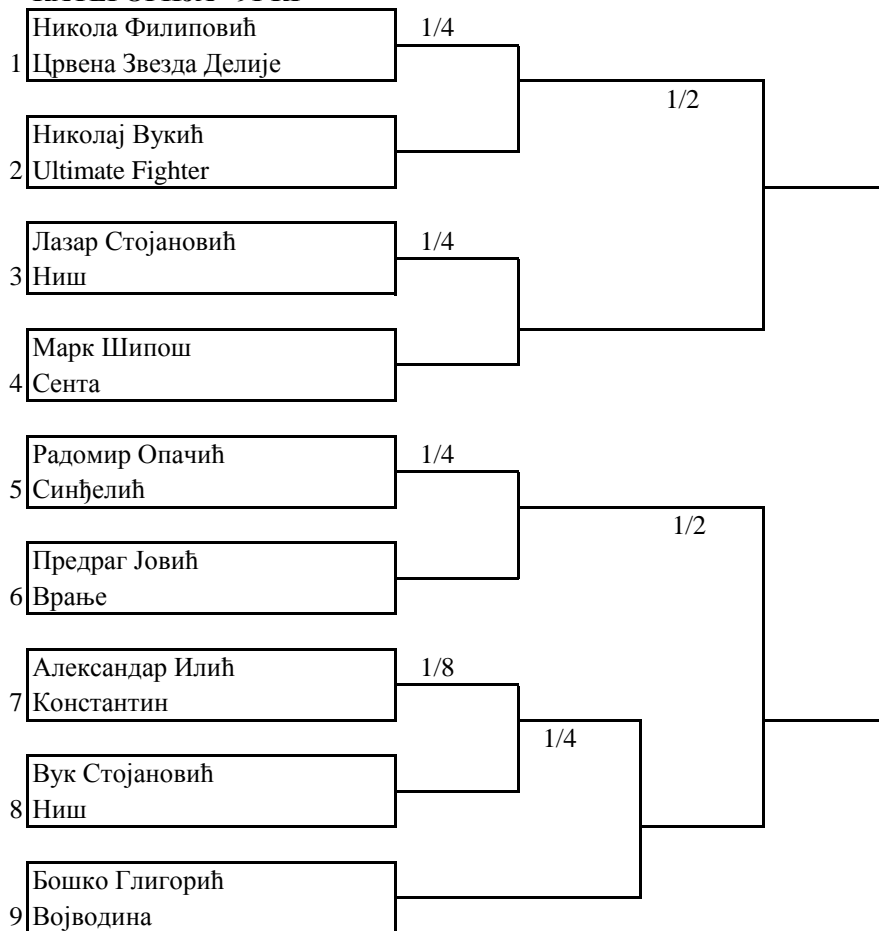 Никола Филиповић
1/4
1 Црвена Звезда Делије
1/2
Николај Вукић
2 Ultimate Fighter
Лазар Стојановић
1/4
3 Ниш
Марк Шипош
4 Сента
Радомир Опачић
1/4
5 Синђелић
1/2
Предраг Јовић
6 Врање
Александар Илић
1/8
7 Константин
1/4
Вук Стојановић
8 Ниш
Бошко Глигорић
9 Војводина